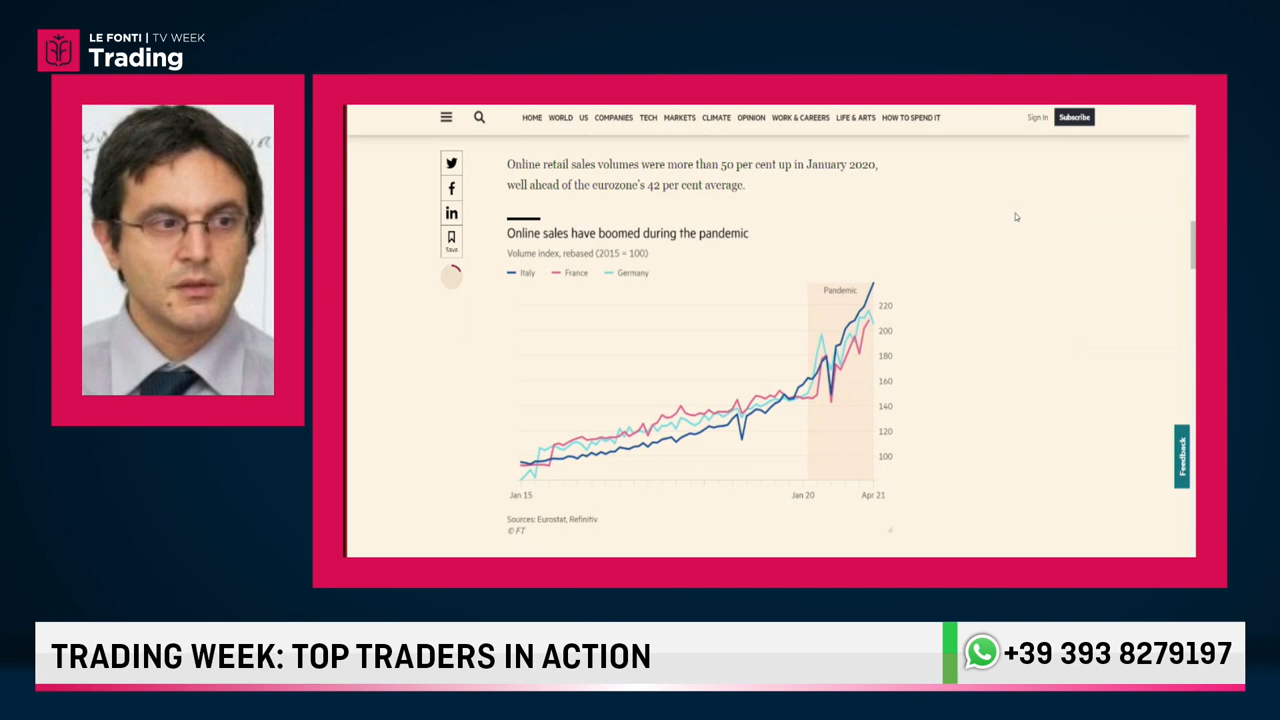 LE FONTI | TV WEEK
Trading
HOME WORLD US COMPANIES TECH MARKETS CLIMATE OPINION WORK & CAREERS LIFE & ARTS HOW TO SPEND IT
Sign In Subscribe
Online retail sales volumes were more than 50 per cent up in January 2020,
well ahead of the eurozone's 42 per cent average.
Save
Online sales have boomed during the pandemic
Volume index, rebased (2015 = 100)
Italy France Germany
Pandemic
220
200
180
160
140
120
100
Jan 15 Jan 20 Apr 21
Sources: Eurostat, Refinitiv
© FT
Feedback
TRADING WEEK: TOP TRADERS IN ACTION
+39 393 8279197